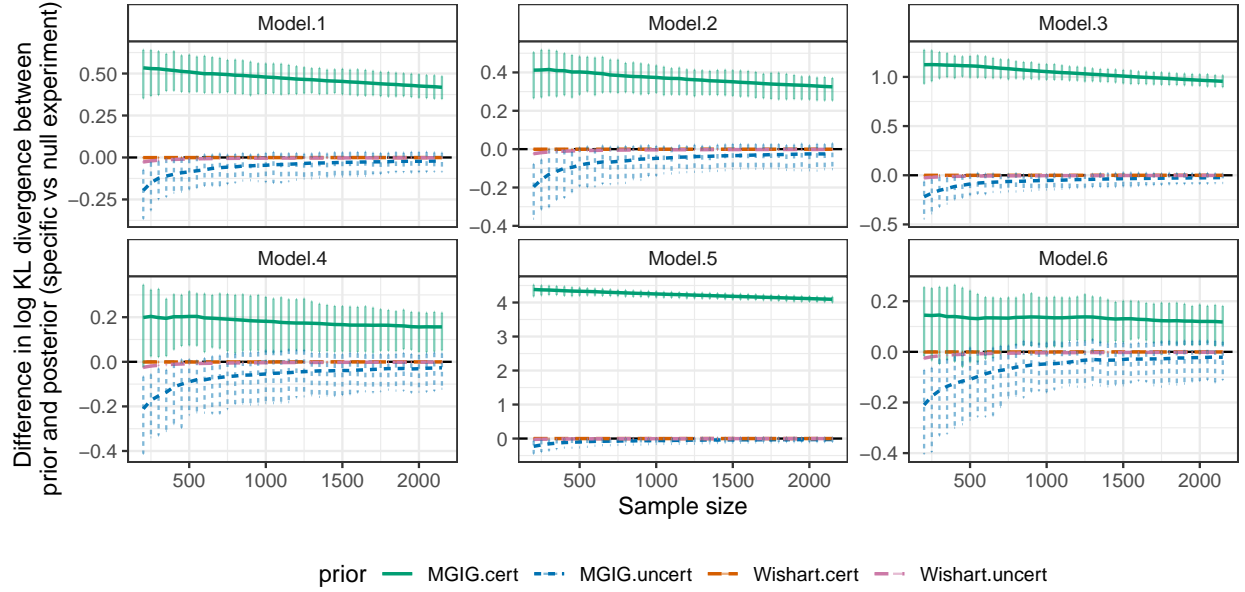 Difference in log KL divergence between
prior and posterior (specific vs null experiment)
Model.1
0.50
0.25
0.00
−0.25
Model.2
0.4
0.2
0.0
−0.2
−0.4
Model.3
1.0
0.5
0.0
−0.5
Model.4
0.2
0.0
−0.2
−0.4
500 1000 1500 2000
Model.5
4
3
2
1
0
500 1000 1500 2000
Model.6
0.2
0.0
−0.2
−0.4
500 1000 1500 2000
Sample size
prior MGIG.cert MGIG.uncert Wishart.cert Wishart.uncert